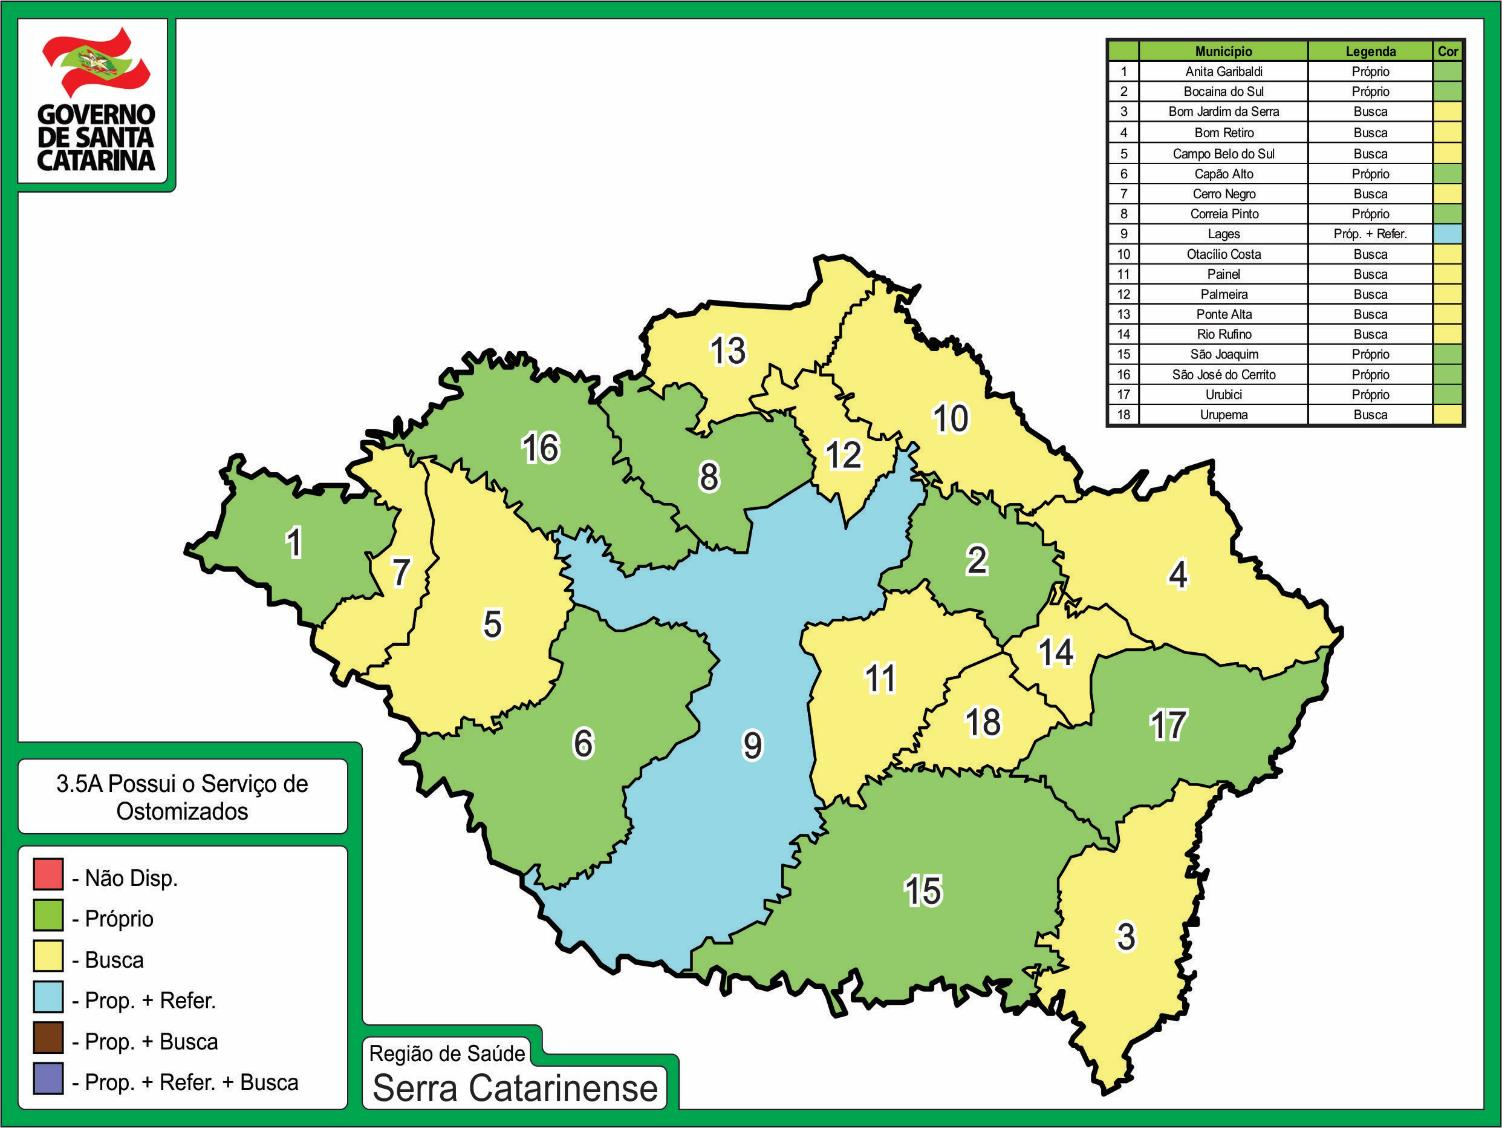 GOVERNO
DE SANTA
CATARINA
Município Legenda Cor
1 Anita Garibaldi Próprio
2 Bocaina do Sul Próprio
3 Bom Jardim da Serra Busca
4 Bom Retiro Busca
5 Campo Belo do Sul Busca
6 Capão Alto Próprio
7 Cerro Negro Busca
8 Correia Pinto Próprio
9 Lages Próp. + Refer.
10 Otacílio Costa Busca
11 Painel Busca
12 Palmeira Busca
13 Ponte Alta Busca
14 Rio Rufino Busca
15 São Joaquim Próprio
16 São José do Cerrito Próprio
17 Urubici Próprio
18 Urupema Busca
13
10
16
12
8
1
2
7
4
5
14
11
18
17
6
9
15
3
3.5A Possui o Serviço de
Ostomizados
- Não Disp.
- Próprio
- Busca
- Prop. + Refer.
- Prop. + Busca
- Prop. + Refer. + Busca
Região de Saúde
Serra Catarinense